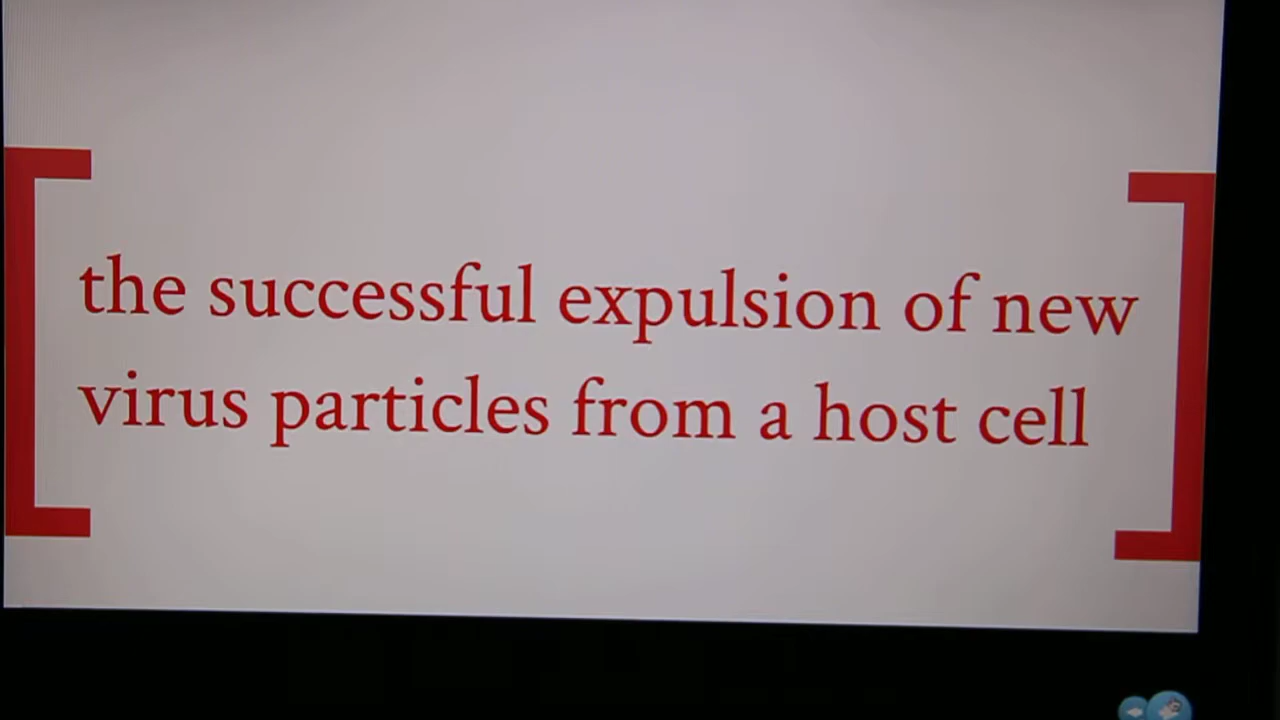 the successful expulsion of new
virus particles from a host cell